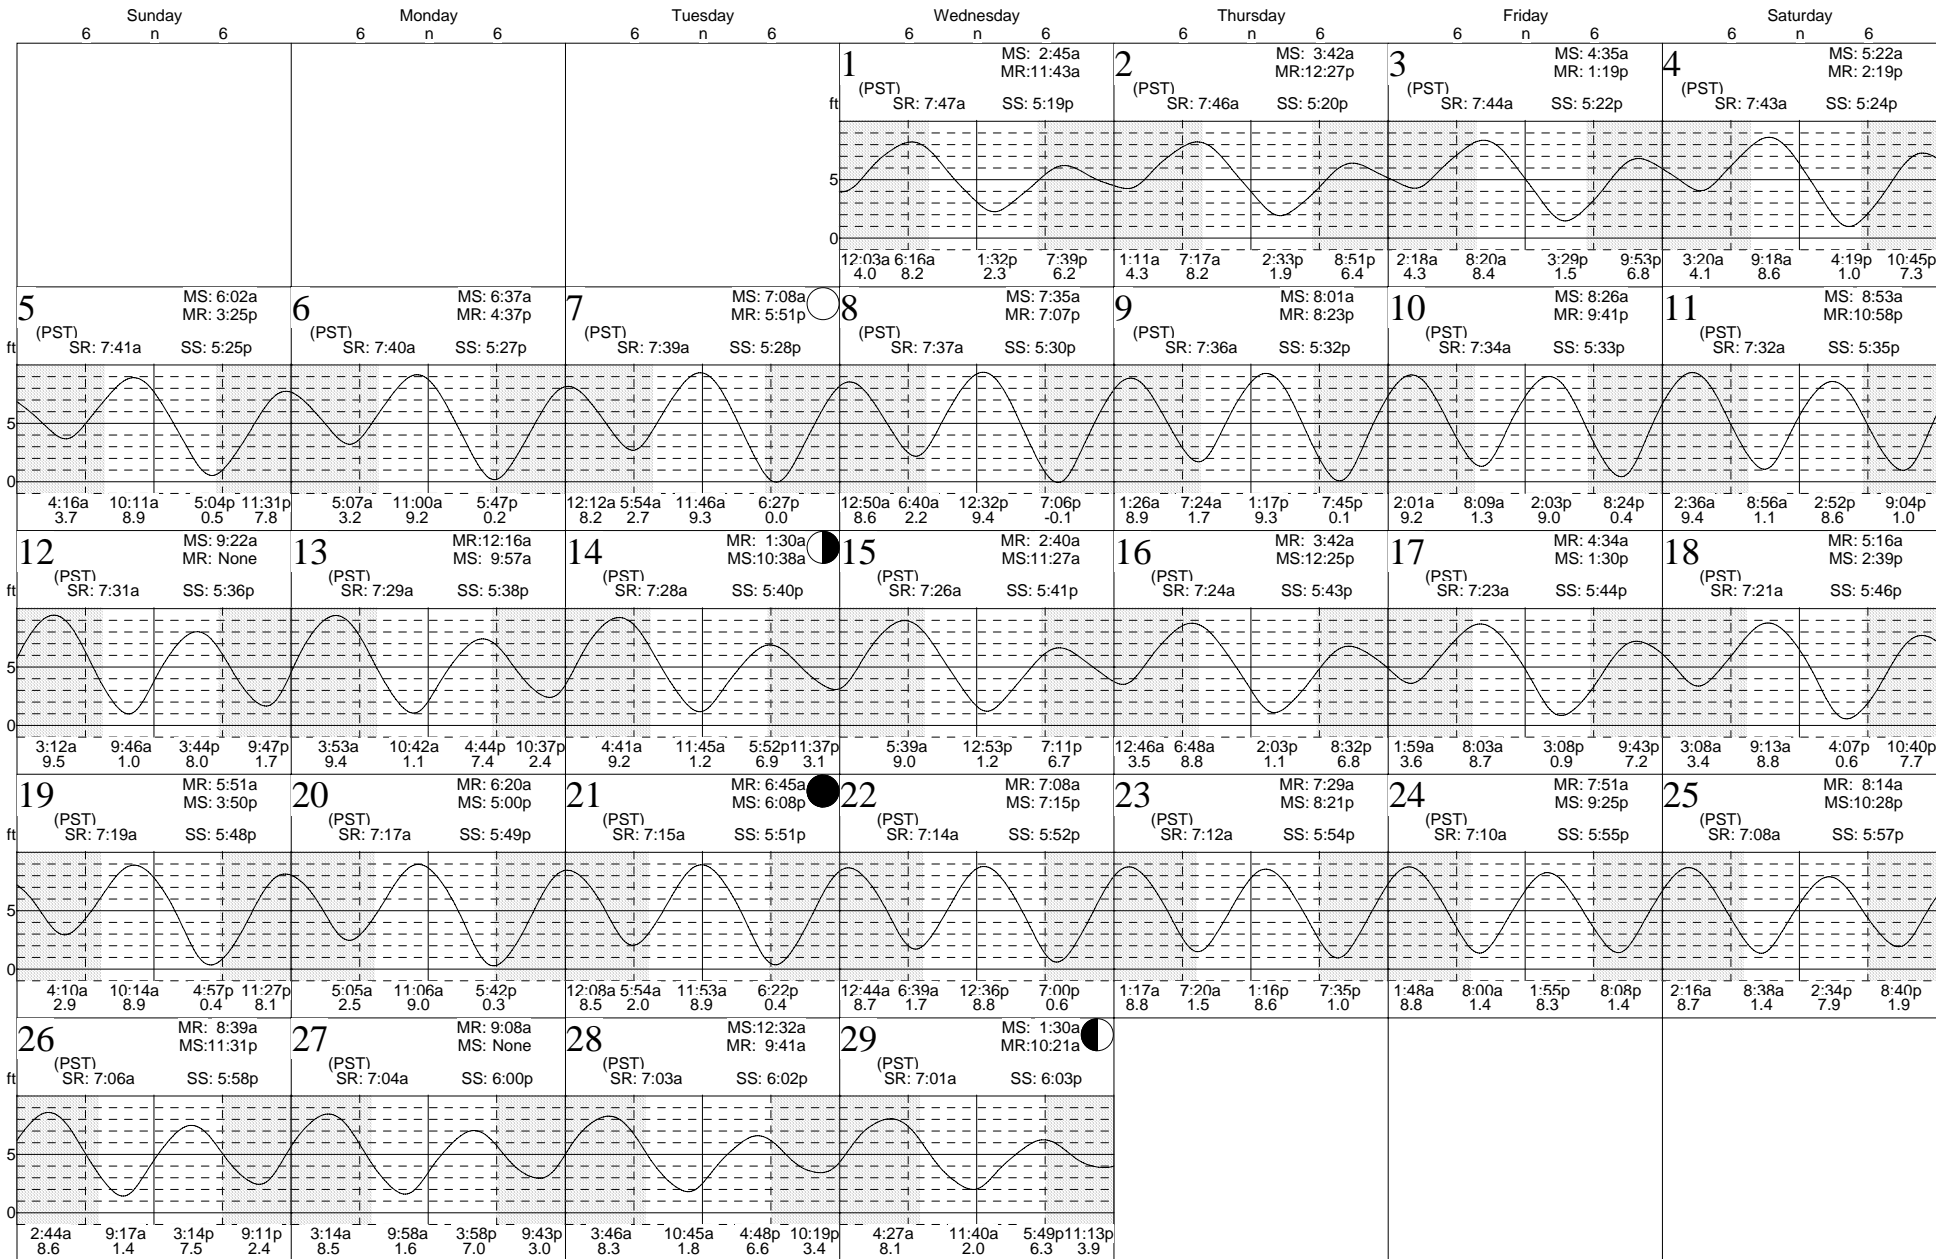 Sunday Monday Tuesday Wednesday Thursday Friday Saturday
6 n 6 6 n 6 6 n 6 6 n 6 6 n 6 6 n 6 6 n 6
1 MS: 2:45a 2 MS: 3:42a 3 MS: 4:35a 4 MS: 5:22a
MR:11:43a MR:12:27p MR: 1:19p MR: 2:19p
(PST) (PST) (PST) (PST)
ft SR: 7:47a SS: 5:19p SR: 7:46a SS: 5:20p SR: 7:44a SS: 5:22p SR: 7:43a SS: 5:24p
5
0
12:03a 6:16a 1:32p 7:39p 1:11a 7:17a 2:33p 8:51p 2:18a 8:20a 3:29p 9:53p 3:20a 9:18a 4:19p 10:45p
4.0 8.2 2.3 6.2 4.3 8.2 1.9 6.4 4.3 8.4 1.5 6.8 4.1 8.6 1.0 7.3
5 MS: 6:02a 6 MS: 6:37a 7 MS: 7:08a 8 MS: 7:35a 9 MS: 8:01a 10 MS: 8:26a 11 MS: 8:53a
MR: 3:25p MR: 4:37p MR: 5:51p MR: 7:07p MR: 8:23p MR: 9:41p MR:10:58p
(PST) (PST) (PST) (PST) (PST) (PST) (PST)
ft SR: 7:41a SS: 5:25p SR: 7:40a SS: 5:27p SR: 7:39a SS: 5:28p SR: 7:37a SS: 5:30p SR: 7:36a SS: 5:32p SR: 7:34a SS: 5:33p SR: 7:32a SS: 5:35p
5
0
4:16a 10:11a 5:04p 11:31p 5:07a 11:00a 5:47p 12:12a 5:54a 11:46a 6:27p 12:50a 6:40a 12:32p 7:06p 1:26a 7:24a 1:17p 7:45p 2:01a 8:09a 2:03p 8:24p 2:36a 8:56a 2:52p 9:04p
3.7 8.9 0.5 7.8 3.2 9.2 0.2 8.2 2.7 9.3 0.0 8.6 2.2 9.4 -0.1 8.9 1.7 9.3 0.1 9.2 1.3 9.0 0.4 9.4 1.1 8.6 1.0
12 MS: 9:22a 13 MR:12:16a 14 MR: 1:30a 15 MR: 2:40a 16 MR: 3:42a 17 MR: 4:34a 18 MR: 5:16a
MR: None MS: 9:57a MS:10:38a MS:11:27a MS:12:25p MS: 1:30p MS: 2:39p
(PST) (PST) (PST) (PST) (PST) (PST) (PST)
ft SR: 7:31a SS: 5:36p SR: 7:29a SS: 5:38p SR: 7:28a SS: 5:40p SR: 7:26a SS: 5:41p SR: 7:24a SS: 5:43p SR: 7:23a SS: 5:44p SR: 7:21a SS: 5:46p
5
0
3:12a 9:46a 3:44p 9:47p 3:53a 10:42a 4:44p 10:37p 4:41a 11:45a 5:52p 11:37p 5:39a 12:53p 7:11p 12:46a 6:48a 2:03p 8:32p 1:59a 8:03a 3:08p 9:43p 3:08a 9:13a 4:07p 10:40p
9.5 1.0 8.0 1.7 9.4 1.1 7.4 2.4 9.2 1.2 6.9 3.1 9.0 1.2 6.7 3.5 8.8 1.1 6.8 3.6 8.7 0.9 7.2 3.4 8.8 0.6 7.7
19 MR: 5:51a 20 MR: 6:20a 21 MR: 6:45a 22 MR: 7:08a 23 MR: 7:29a 24 MR: 7:51a 25 MR: 8:14a
MS: 3:50p MS: 5:00p MS: 6:08p MS: 7:15p MS: 8:21p MS: 9:25p MS:10:28p
(PST) (PST) (PST) (PST) (PST) (PST) (PST)
ft SR: 7:19a SS: 5:48p SR: 7:17a SS: 5:49p SR: 7:15a SS: 5:51p SR: 7:14a SS: 5:52p SR: 7:12a SS: 5:54p SR: 7:10a SS: 5:55p SR: 7:08a SS: 5:57p
5
0
4:10a 10:14a 4:57p 11:27p 5:05a 11:06a 5:42p 12:08a 5:54a 11:53a 6:22p 12:44a 6:39a 12:36p 7:00p 1:17a 7:20a 1:16p 7:35p 1:48a 8:00a 1:55p 8:08p 2:16a 8:38a 2:34p 8:40p
2.9 8.9 0.4 8.1 2.5 9.0 0.3 8.5 2.0 8.9 0.4 8.7 1.7 8.8 0.6 8.8 1.5 8.6 1.0 8.8 1.4 8.3 1.4 8.7 1.4 7.9 1.9
26 MR: 8:39a 27 MR: 9:08a 28 MS:12:32a 29 MS: 1:30a
MS:11:31p MS: None MR: 9:41a MR:10:21a
(PST) (PST) (PST) (PST)
ft SR: 7:06a SS: 5:58p SR: 7:04a SS: 6:00p SR: 7:03a SS: 6:02p SR: 7:01a SS: 6:03p
5
0
2:44a 9:17a 3:14p 9:11p 3:14a 9:58a 3:58p 9:43p 3:46a 10:45a 4:48p 10:19p 4:27a 11:40a 5:49p 11:13p
8.6 1.4 7.5 2.4 8.5 1.6 7.0 3.0 8.3 1.8 6.6 3.4 8.1 2.0 6.3 3.9